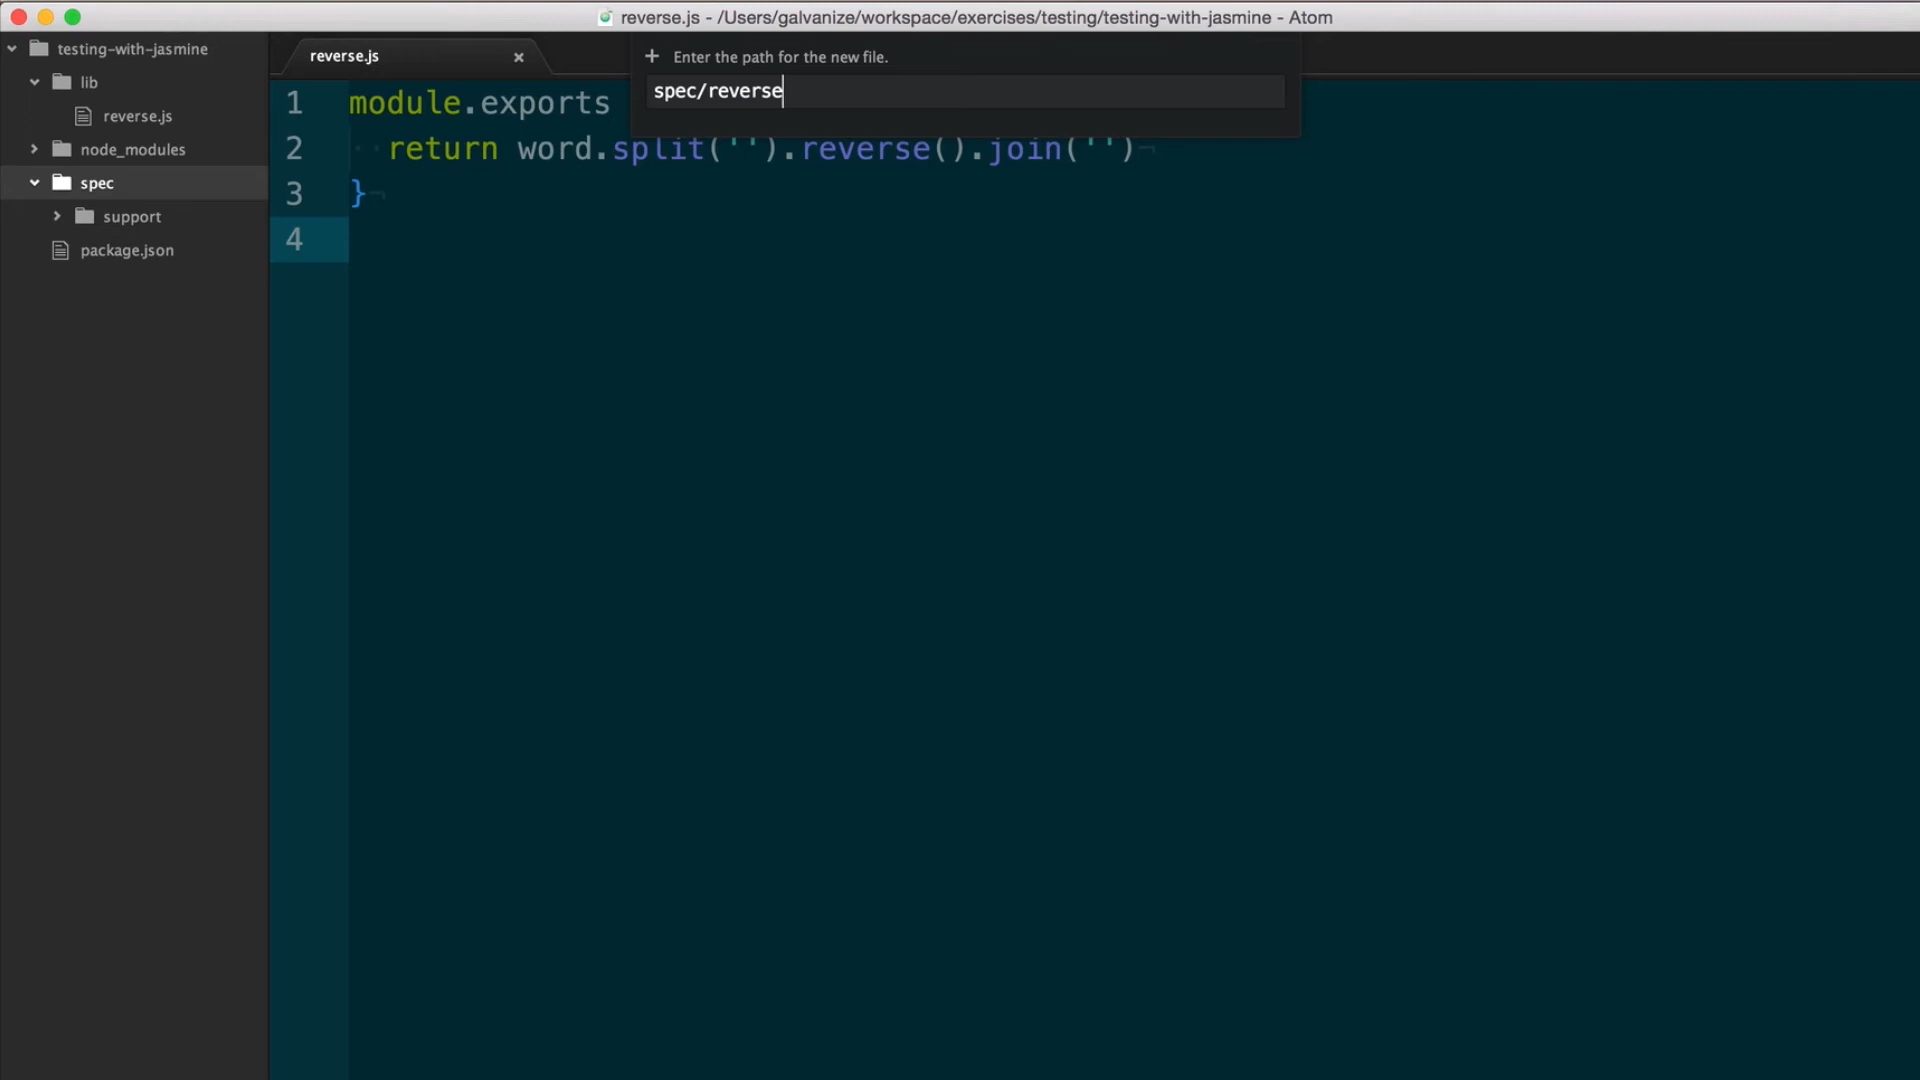 reverse.js - /Users/galvanize/workspace/exercises/testing/testing-with-jasmine - Atom
testing-with-jasmine
lib
reverse.js
node_modules
spec
support
package.json
reverse.js
Enter the path for the new file.
spec/reverse
1 module.exports
2   return word.split('').reverse().join('')¬
3 }¬
4